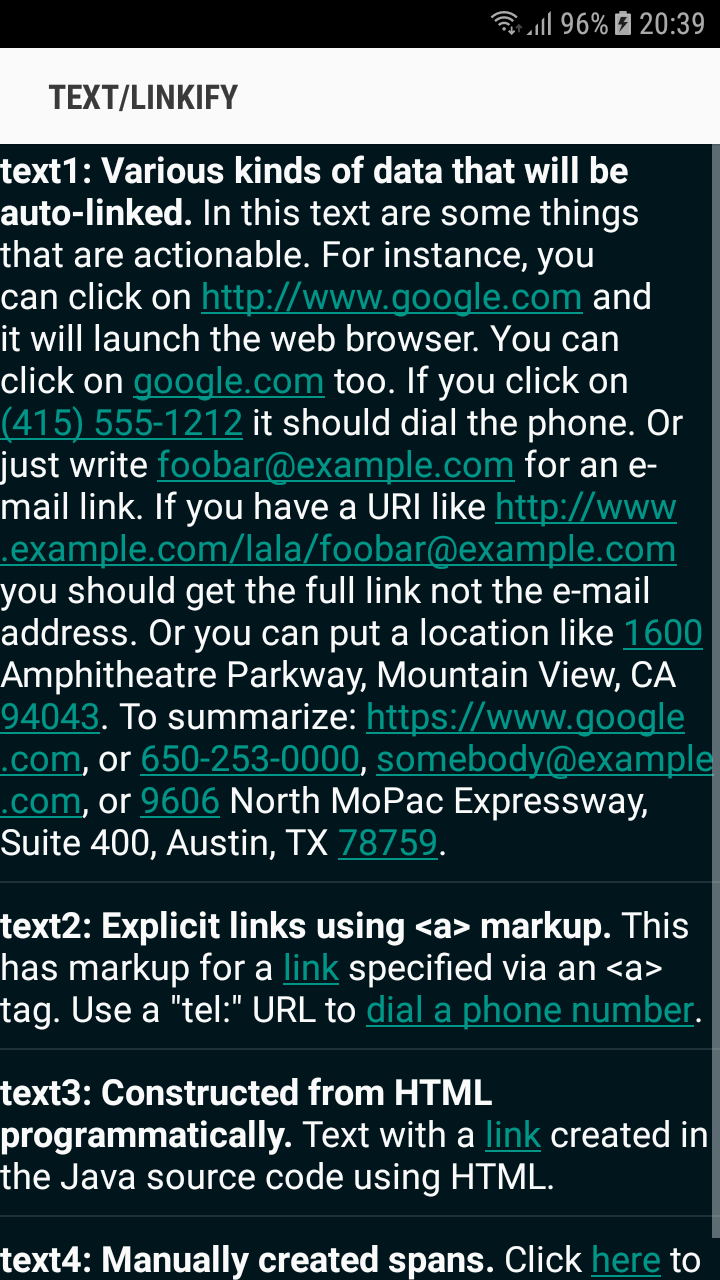 96% 20:39
TEXT/LINKIFY
text1: Various kinds of data that will be
auto-linked. In this text are some things
that are actionable. For instance, you
can click on http://www.google.com and
it will launch the web browser. You can
click on google.com too. If you click on
(415) 555-1212 it should dial the phone. Or
just write foobar@example.com for an e-
mail link. If you have a URI like http://www
.example.com/lala/foobar@example.com
you should get the full link not the e-mail
address. Or you can put a location like 1600
Amphitheatre Parkway, Mountain View, CA
94043. To summarize: https://www.google
.com, or 650-253-0000, somebody@example
.com, or 9606 North MoPac Expressway,
Suite 400, Austin, TX 78759.
text2: Explicit links using <a> markup. This
has markup for a link specified via an <a>
tag. Use a "tel:" URL to dial a phone number.
text3: Constructed from HTML
programmatically. Text with a link created in
the Java source code using HTML.
text4: Manually created spans. Click here to